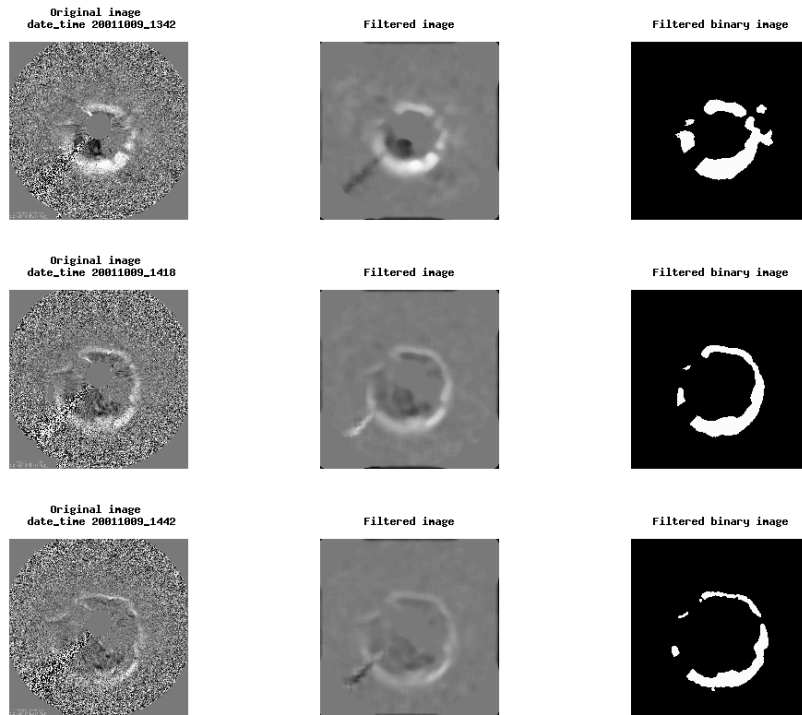 Original image
date_time 20011009_1342
Filtered image
Filtered binary image
Original image
date_time 20011009_1418
Filtered image
Filtered binary image
Original image
date_time 20011009_1442
Filtered image
Filtered binary image